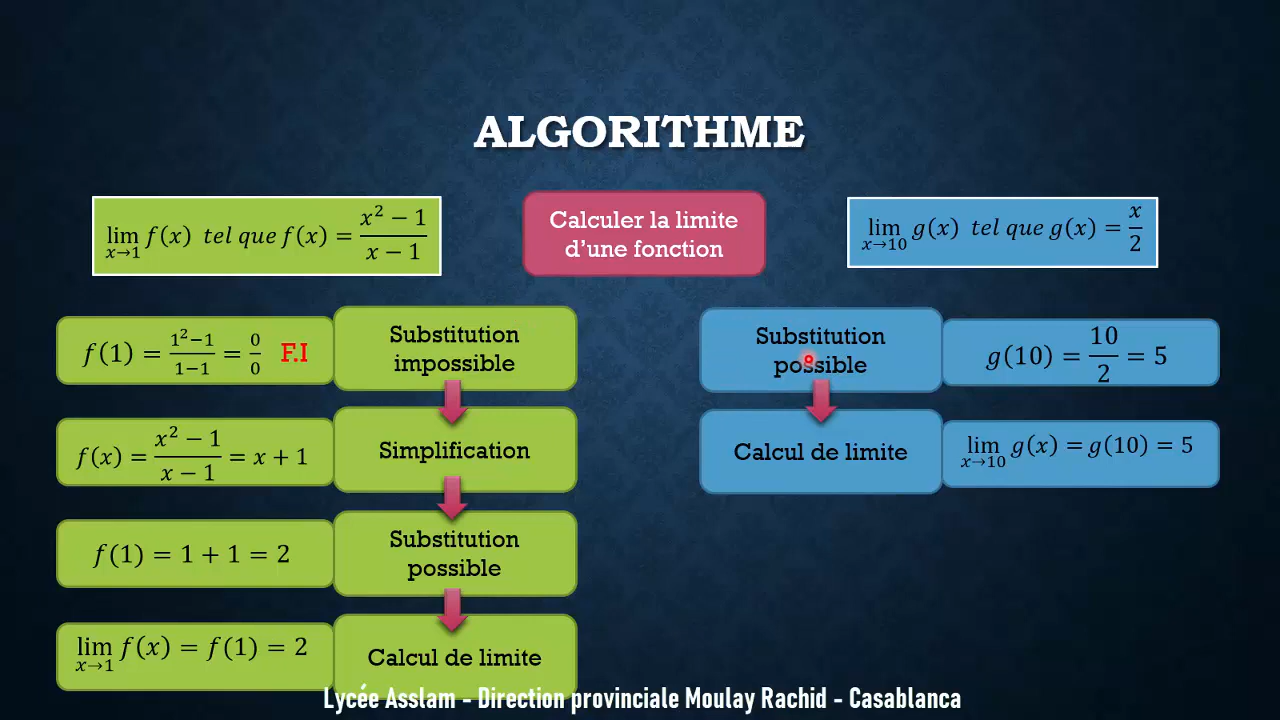 ALGORITHME
lim x→1 f(x) tel que f(x) = (x² − 1)/(x − 1)
Calculer la limite
d’une fonction
lim x→10 g(x) tel que g(x) = x/2
f(1) = (1²−1)/(1−1) = 0/0 F.I
Substitution
impossible
f(x) = (x² − 1)/(x − 1) = x + 1
Simplification
f(1) = 1 + 1 = 2
Substitution
possible
lim x→1 f(x) = f(1) = 2
Calcul de limite
Substitution
possible
g(10) = 10/2 = 5
Calcul de limite
lim x→10 g(x) = g(10) = 5
Lycée Asslam - Direction provinciale Moulay Rachid - Casablanca